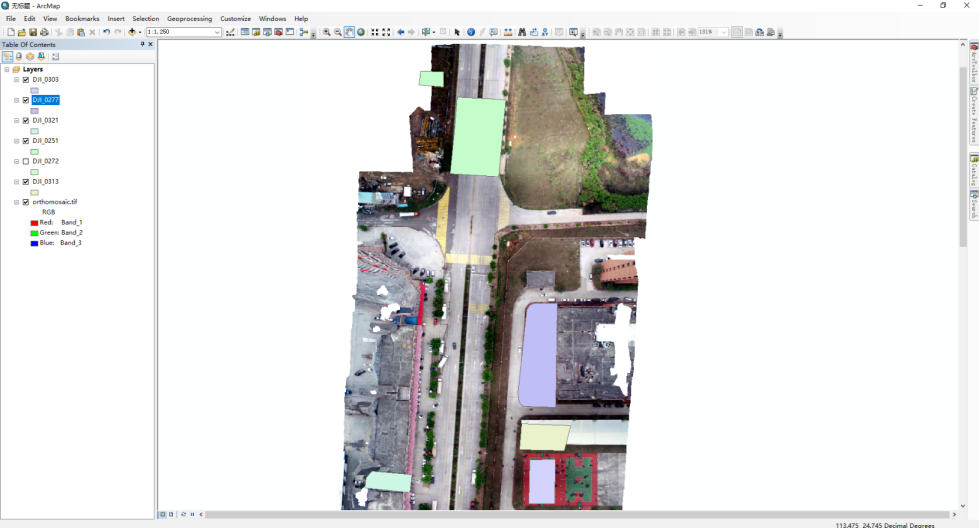 无标题 - ArcMap
File Edit View Bookmarks Insert Selection Geoprocessing Customize Windows Help
1:1,250
181%
Table Of Contents
Layers
DJI_0303
DJI_0277
DJI_0321
DJI_0251
DJI_0272
DJI_0313
orthomosaic.tif
RGB
Red: Band_1
Green: Band_2
Blue: Band_3
ArcToolbox
Create Features
Catalog
Search
113.475 24.745 Decimal Degrees